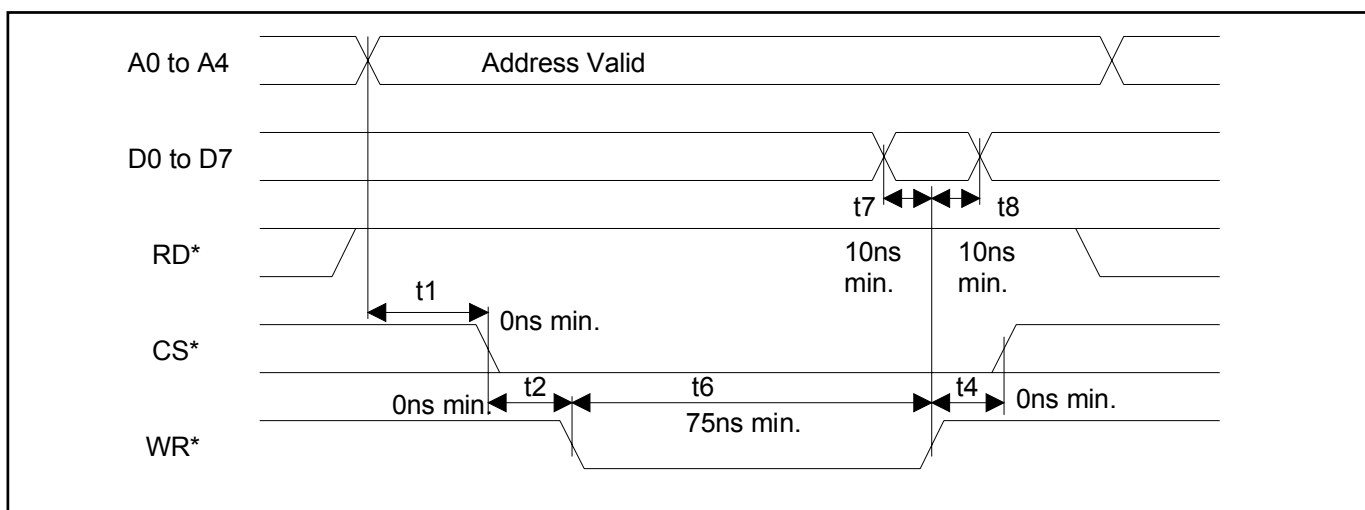 A0 to A4
Address Valid
D0 to D7
t7
t8
RD*
10ns
min.
10ns
min.
t1
0ns min.
CS*
t2
t6
t4
0ns min.
0ns min.
75ns min.
WR*